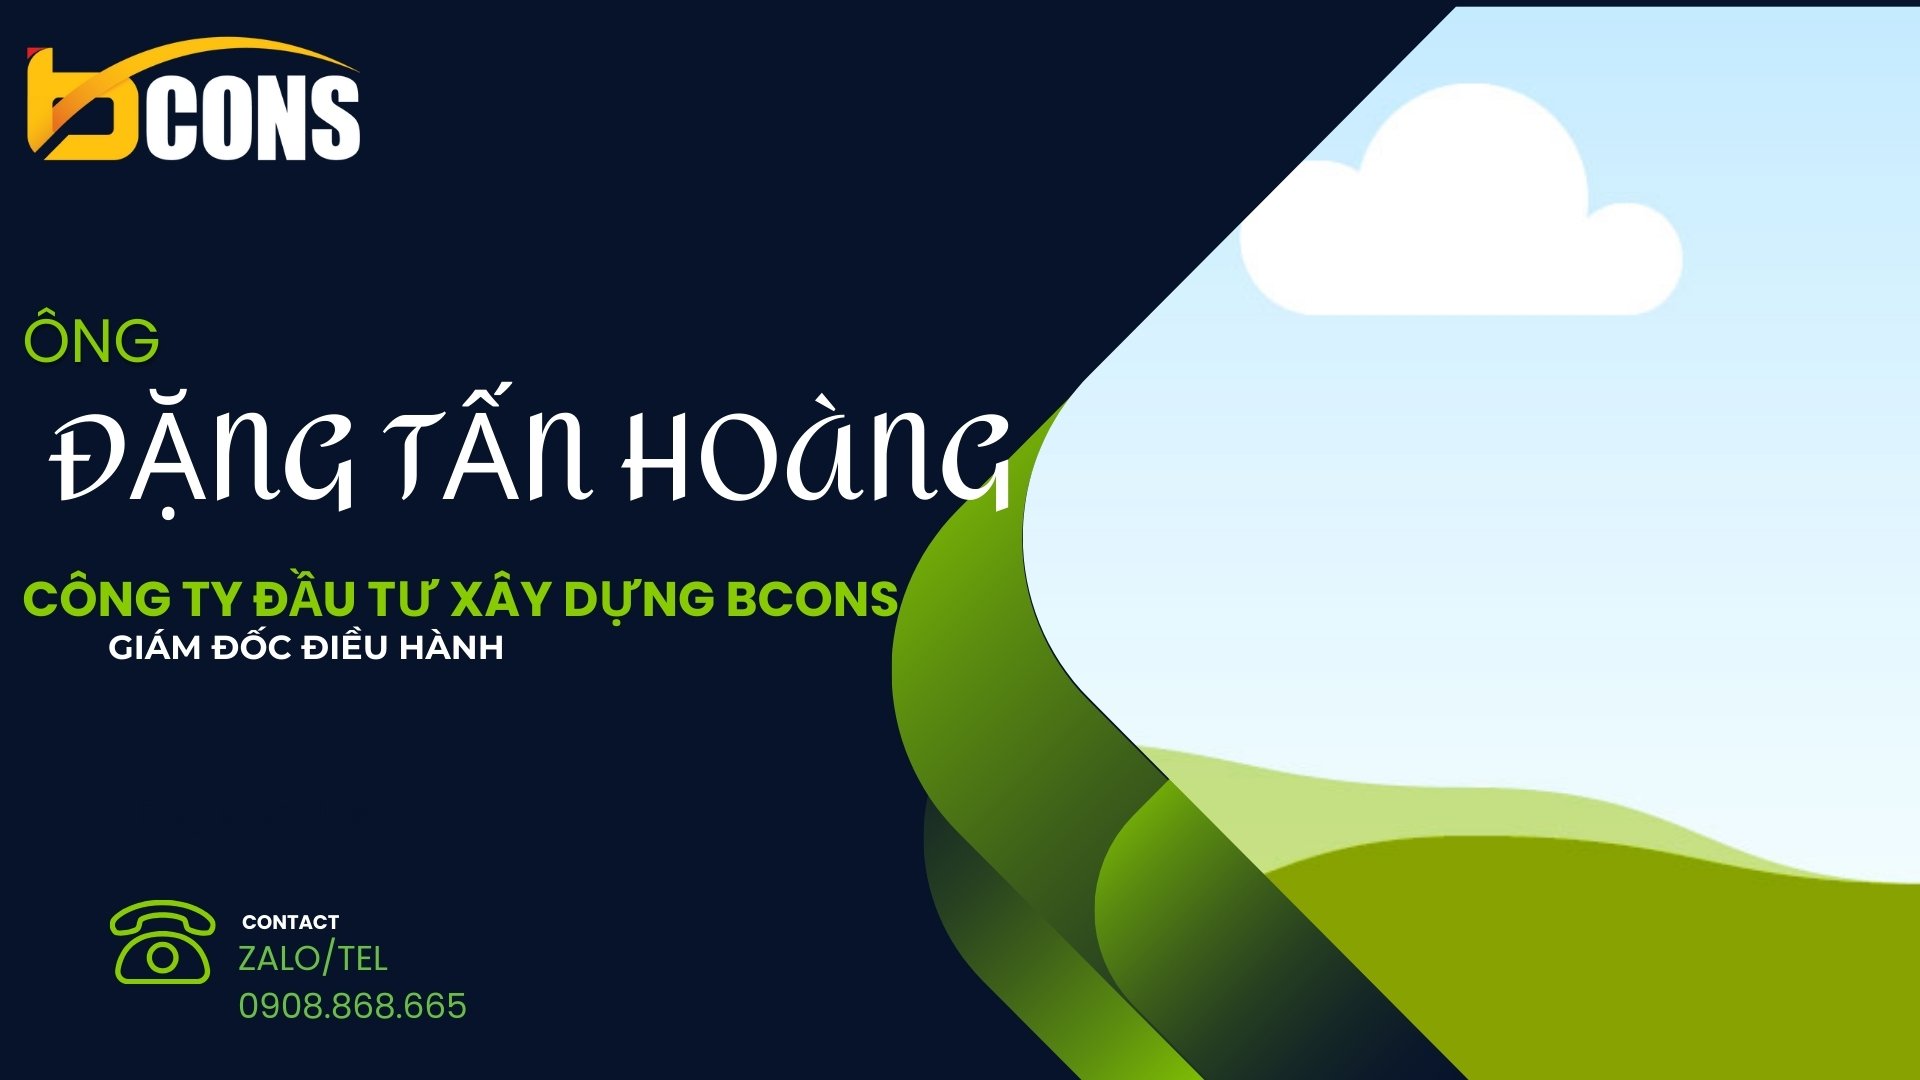 bCONS
ÔNG
ĐẶNG TẤN HOÀNG
CÔNG TY ĐẦU TƯ XÂY DỰNG BCONS
GIÁM ĐỐC ĐIỀU HÀNH
CONTACT
ZALO/TEL
0908.868.665